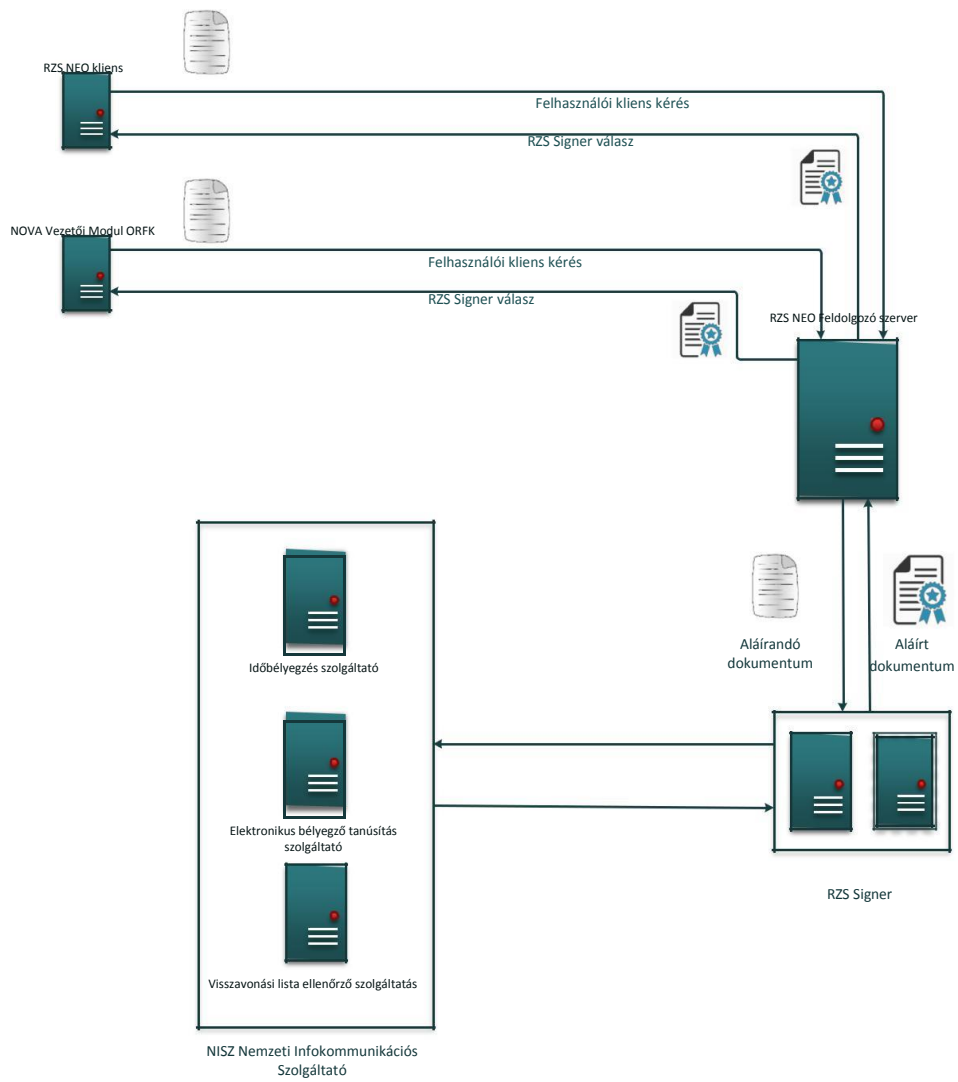 RZS NEO kliens
Felhasználói kliens kérés
RZS Signer válasz
NOVA Vezetői Modul ORFK
Felhasználói kliens kérés
RZS Signer válasz
RZS NEO Feldolgozó szerver
Aláírandó
dokumentum
Aláírt
dokumentum
Időbélyegzés szolgáltató
Elektronikus bélyegző tanúsítás
szolgáltató
Visszavonási lista ellenőrző szolgáltatás
RZS Signer
NISZ Nemzeti Infokommunikációs
Szolgáltató